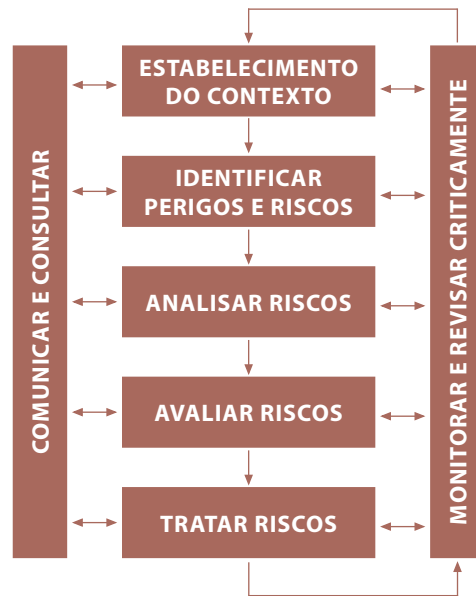 ESTABELECIMENTO
DO CONTEXTO
IDENTIFICAR
PERIGOS E RISCOS
ANALISAR RISCOS
AVALIAR RISCOS
TRATAR RISCOS
COMUNICAR E CONSULTAR
MONITORAR E REVISAR CRITICAMENTE